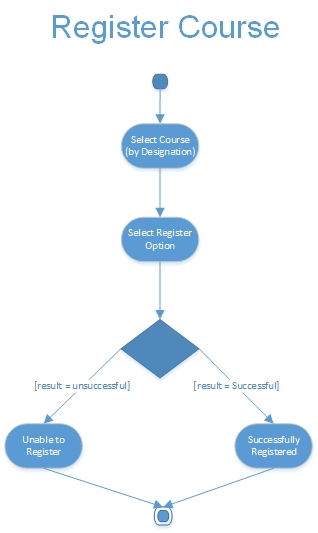 Register Course
Select Course
(by Designation)
Select Register
Option
[result = unsuccessful]
[result = Successful]
Unable to
Register
Successfully
Registered